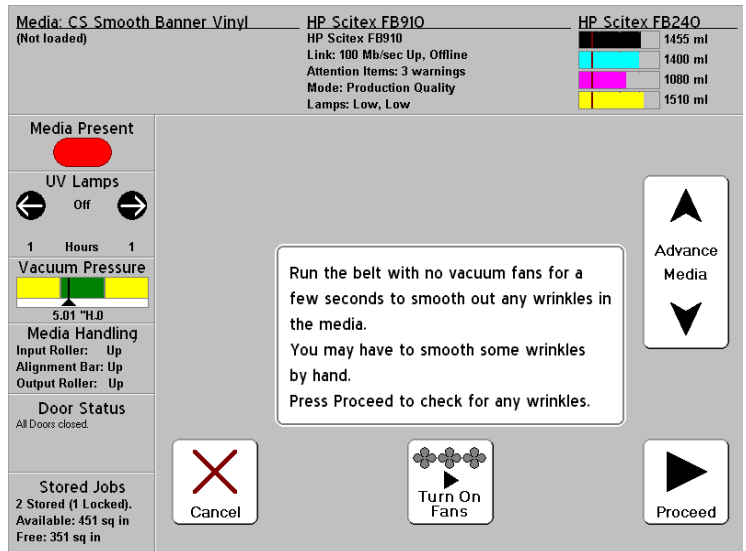 Media: CS Smooth Banner Vinyl
(Not loaded)
HP Scitex FB910
HP Scitex FB910
Link: 100 Mb/sec Up, Offline
Attention Items: 3 warnings
Mode: Production Quality
Lamps: Low, Low
HP Scitex FB240
1455 ml
1400 ml
1080 ml
1510 ml
Media Present
UV Lamps
Off
1 Hours 1
Vacuum Pressure
5.01 "H.0
Media Handling
Input Roller: Up
Alignment Bar: Up
Output Roller: Up
Door Status
All Doors closed.
Stored Jobs
2 Stored (1 Locked).
Available: 451 sq in
Free: 351 sq in
Run the belt with no vacuum fans for a
few seconds to smooth out any wrinkles in
the media.
You may have to smooth some wrinkles
by hand.
Press Proceed to check for any wrinkles.
Advance
Media
Cancel
Turn On
Fans
Proceed